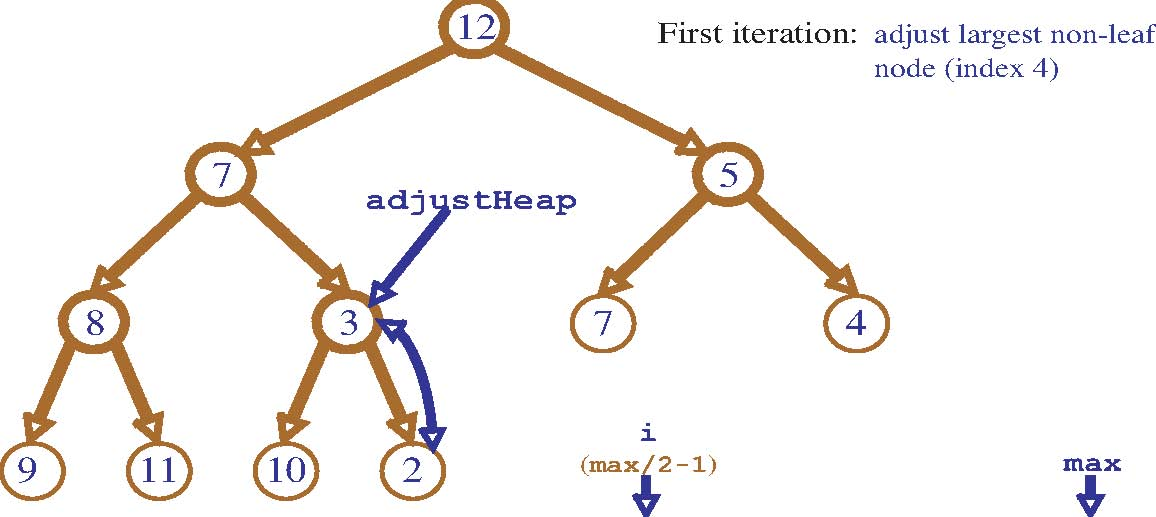 12
First iteration: adjust largest non-leaf
node (index 4)
7
5
adjustHeap
8
3
7
4
9
11
10
2
i
(max/2-1)
max